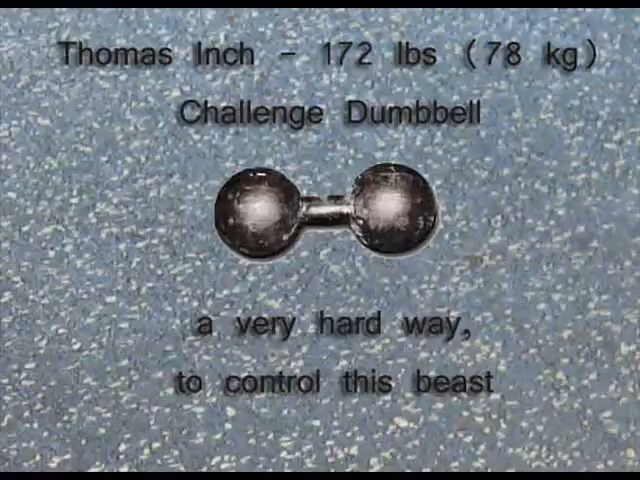 Thomas Inch - 172 lbs (78 kg)
Challenge Dumbbell
a very hard way,
to control this beast